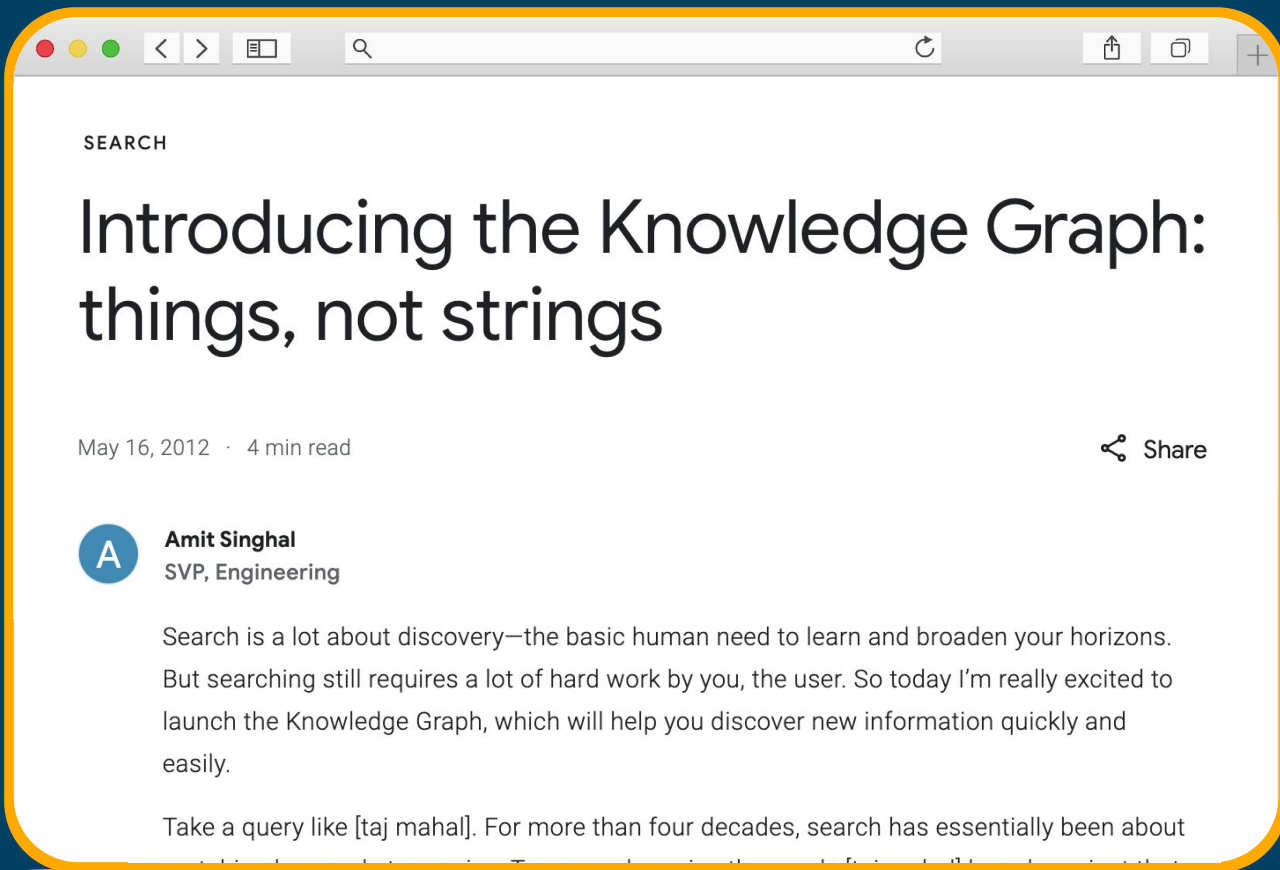 SEARCH
Introducing the Knowledge Graph:
things, not strings
May 16, 2012 · 4 min read
Share
A
Amit Singhal
SVP, Engineering
Search is a lot about discovery—the basic human need to learn and broaden your horizons.
But searching still requires a lot of hard work by you, the user. So today I’m really excited to
launch the Knowledge Graph, which will help you discover new information quickly and
easily.
Take a query like [taj mahal]. For more than four decades, search has essentially been about